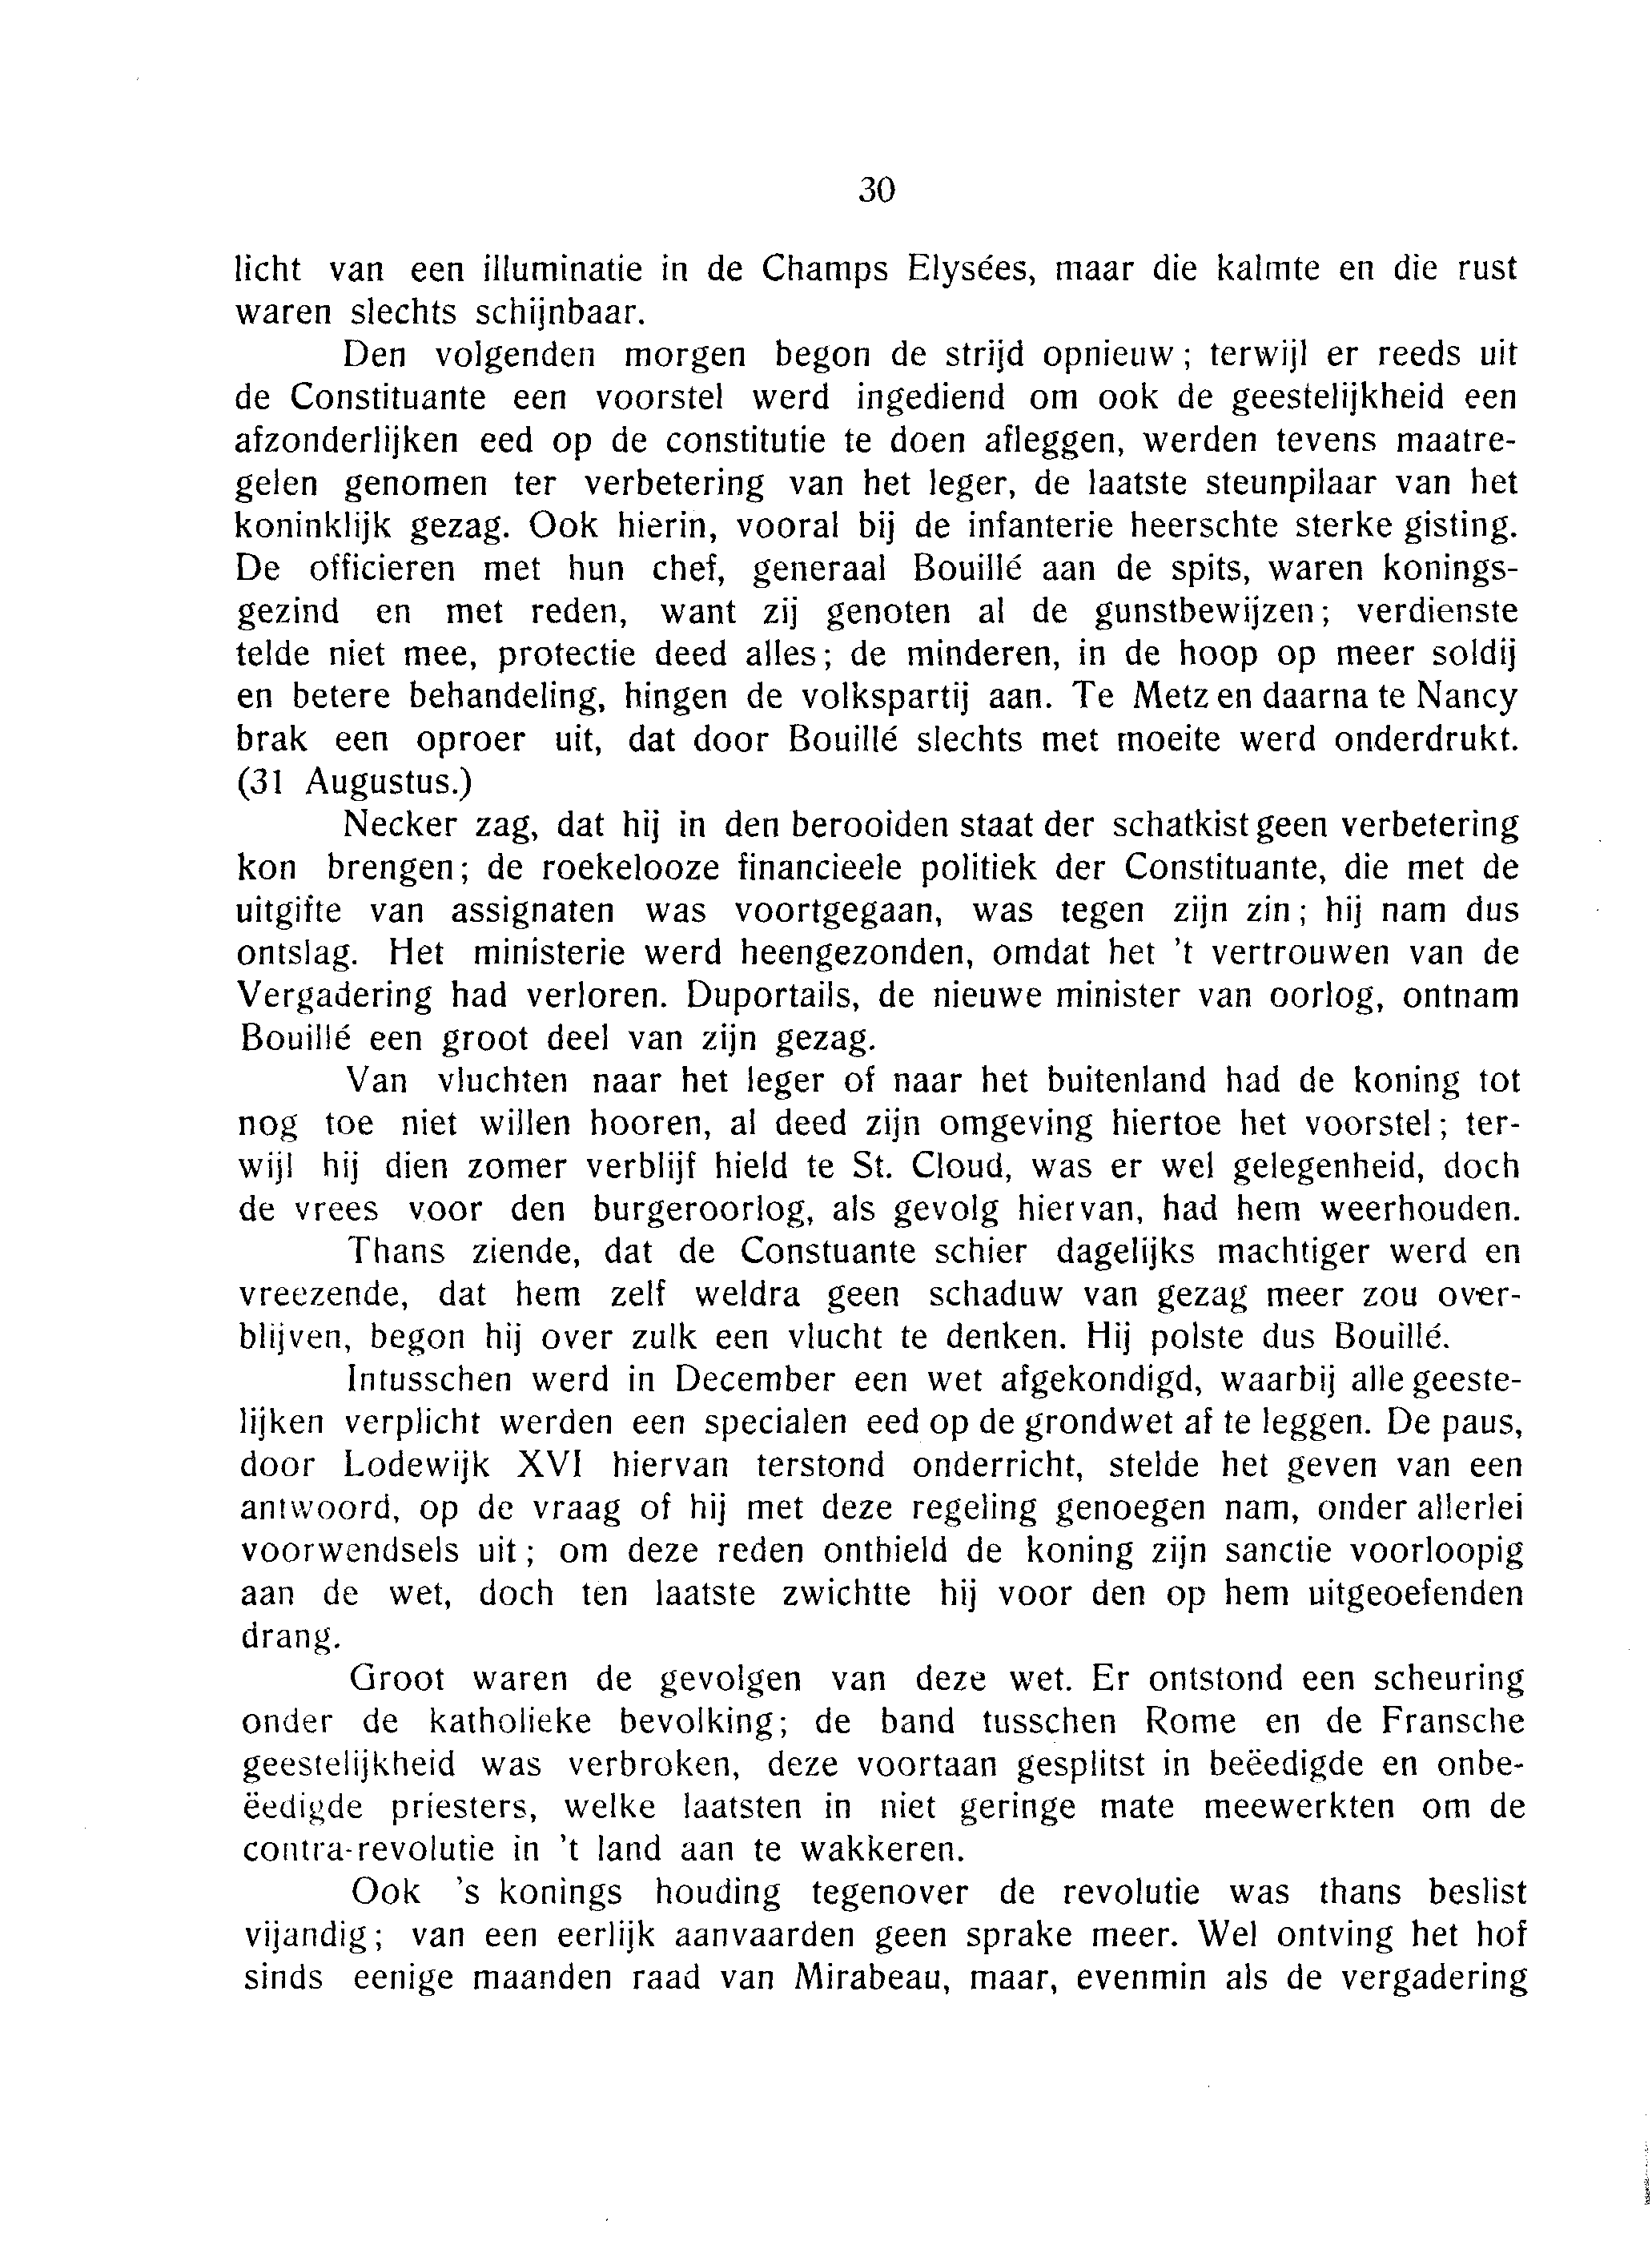 30
licht van een illuminatie in de Champs Elysées, maar die kalmte en die rust
waren slechts schijnbaar.
Den volgenden morgen begon de strijd opnieuw; terwijl er reeds uit
de Constituante een voorstel werd ingediend om ook de geestelijkheid een
afzonderlijken eed op de constitutie te doen afleggen, werden tevens maatre-
gelen genomen ter verbetering van het leger, de laatste steunpilaar van het
koninklijk gezag. Ook hierin, vooral bij de infanterie heerschte sterke gisting.
De officieren met hun chef, generaal Bouillé aan de spits, waren konings-
gezind en met reden, want zij genoten al de gunstbewijzen; verdienste
telde niet mee, protectie deed alles; de minderen, in de hoop op meer soldij
en betere behandeling, hingen de volkspartij aan. Te Metz en daarna te Nancy
brak een oproer uit, dat door Bouillé slechts met moeite werd onderdrukt.
(31 Augustus.)
Necker zag, dat hij in den berooiden staat der schatkist geen verbetering
kon brengen; de roekelooze financieele politiek der Constituante, die met de
uitgifte van assignaten was voortgegaan, was tegen zijn zin; hij nam dus
ontslag. Het ministerie werd heengezonden, omdat het 't vertrouwen van de
Vergadering had verloren. Duportails, de nieuwe minister van oorlog, ontnam
Bouillé een groot deel van zijn gezag.
Van vluchten naar het leger of naar het buitenland had de koning tot
nog toe niet willen hooren, al deed zijn omgeving hiertoe het voorstel; ter-
wijl hij dien zomer verblijf hield te St. Cloud, was er wel gelegenheid, doch
de vrees voor den burgeroorlog, als gevolg hiervan, had hem weerhouden.
Thans ziende, dat de Constuante schier dagelijks machtiger werd en
vreezende, dat hem zelf weldra geen schaduw van gezag meer zou over-
blijven, begon hij over zulk een vlucht te denken. Hij polste dus Bouillé.
Intusschen werd in December een wet afgekondigd, waarbij alle geeste-
lijken verplicht werden een specialen eed op de grondwet af te leggen. De paus,
door Lodewijk XVI hiervan terstond onderricht, stelde het geven van een
antwoord, op de vraag of hij met deze regeling genoegen nam, onder allerlei
voorwendsels uit; om deze reden onthield de koning zijn sanctie voorloopig
aan de wet, doch ten laatste zwichtte hij voor den op hem uitgeoefenden
drang.
Groot waren de gevolgen van deze wet. Er ontstond een scheuring
onder de katholieke bevolking; de band tusschen Rome en de Fransche
geestelijkheid was verbroken, deze voortaan gesplitst in beëedigde en onbe-
ëedigde priesters, welke laatsten in niet geringe mate meewerkten om de
contra-revolutie in 't land aan te wakkeren.
Ook 's konings houding tegenover de revolutie was thans beslist
vijandig; van een eerlijk aanvaarden geen sprake meer. Wel ontving het hof
sinds eenige maanden raad van Mirabeau, maar, evenmin als de vergadering